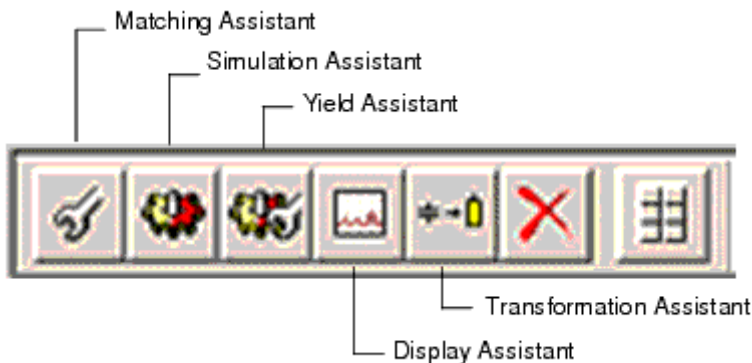 Matching Assistant
Simulation Assistant
Yield Assistant
Transformation Assistant
Display Assistant